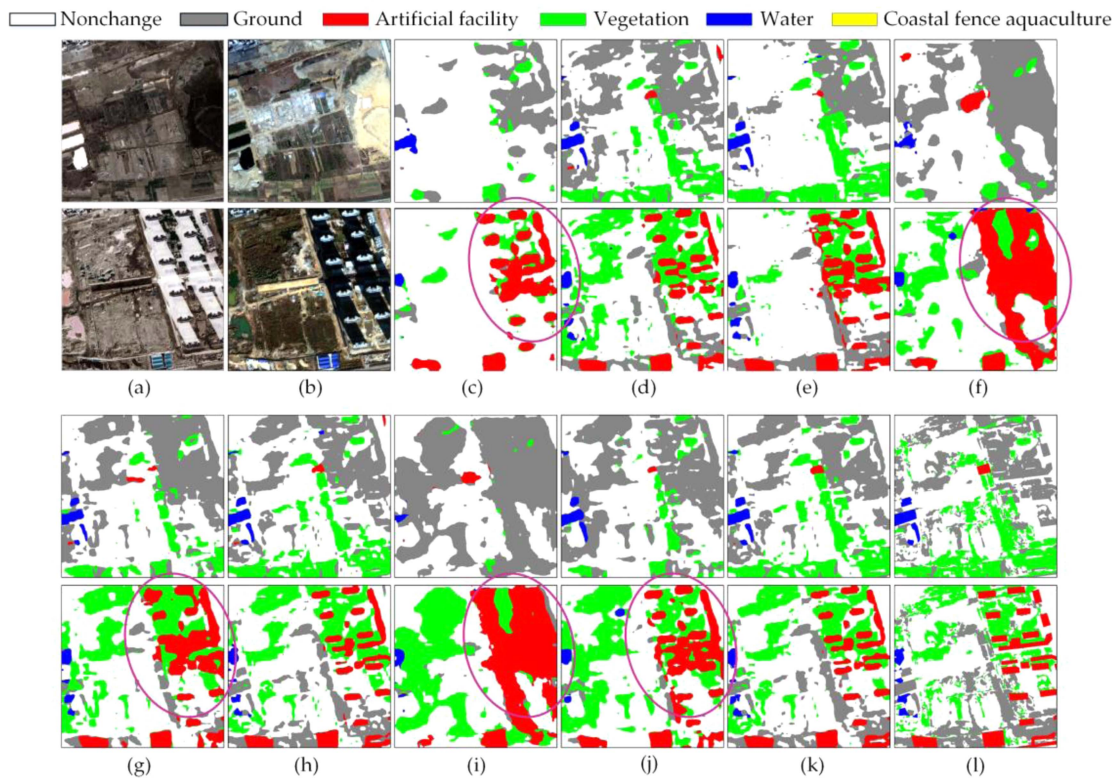 Nonchange Ground Artificial facility Vegetation Water Coastal fence aquaculture
(a) (b) (c) (d) (e) (f)
(g) (h) (i) (j) (k) (l)